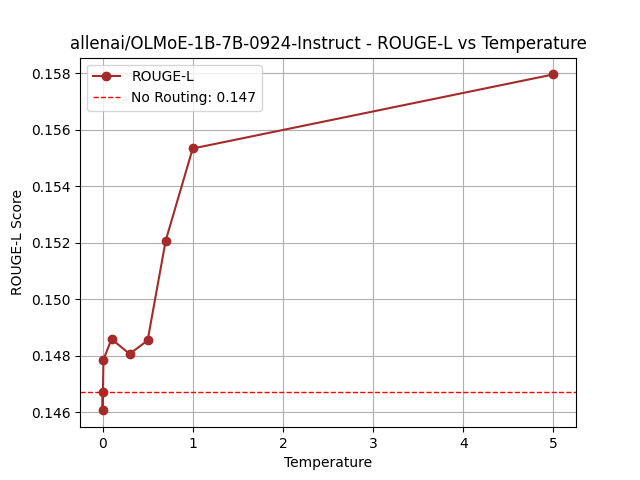 allenai/OLMoE-1B-7B-0924-Instruct - ROUGE-L vs Temperature
ROUGE-L
No Routing: 0.147
ROUGE-L Score
0.158
0.156
0.154
0.152
0.150
0.148
0.146
0 1 2 3 4 5
Temperature